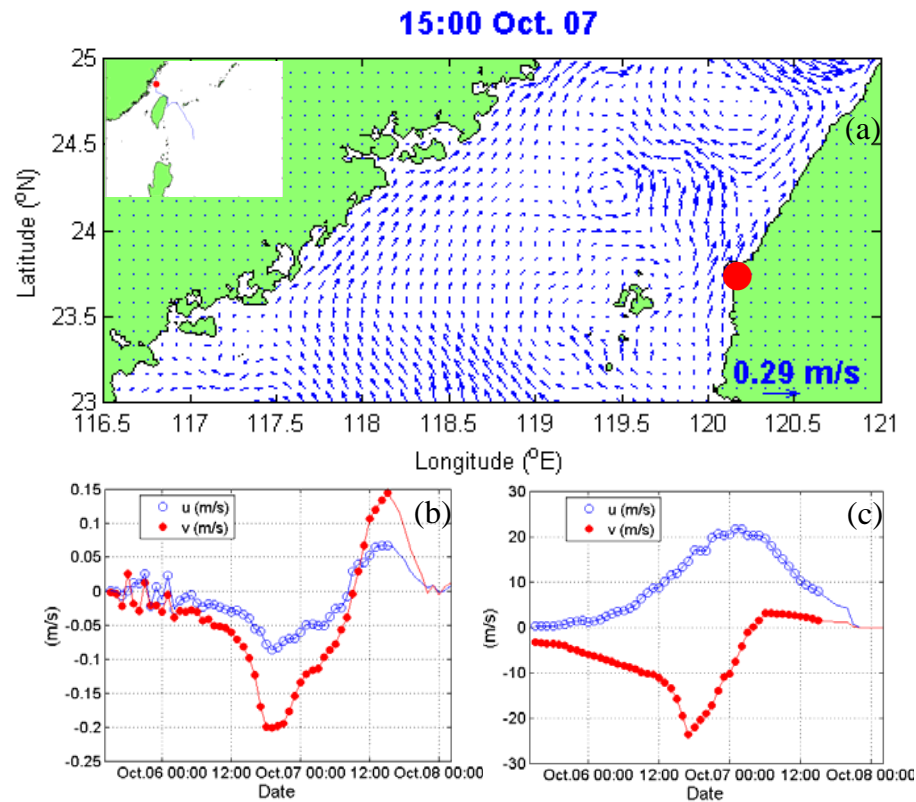 15:00 Oct. 07
25
24.5
24
23.5
23
Latitude (°N)
(a)
0.29 m/s
116.5 117 117.5 118 118.5 119 119.5 120 120.5 121
Longitude (°E)
0.15
0.1
0.05
0
-0.05
-0.1
-0.15
-0.2
-0.25
(m/s)
u (m/s)
v (m/s)
(b)
Oct.06 00:00 12:00 Oct.07 00:00 12:00 Oct.08 00:00
Date
30
20
10
0
-10
-20
-30
(m/s)
u (m/s)
v (m/s)
(c)
Oct.06 00:00 12:00 Oct.07 00:00 12:00 Oct.08 00:00
Date